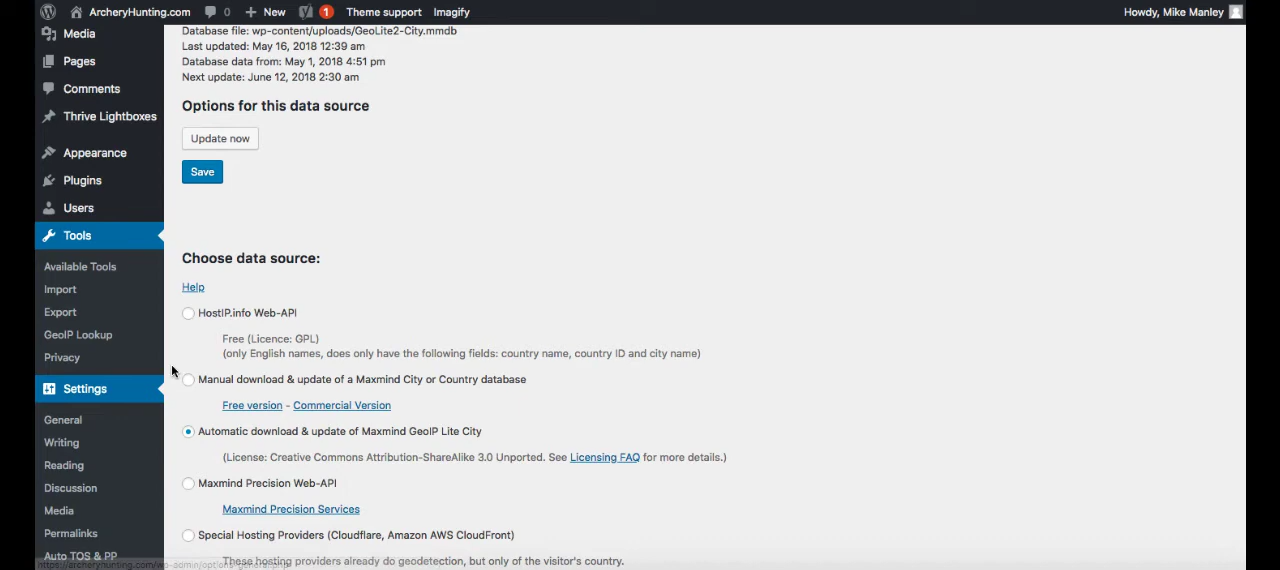 ArcheryHunting.com 0 + New 1 Theme support Imagify Howdy, Mike Manley
Media
Pages
Comments
Thrive Lightboxes
Appearance
Plugins
Users
Tools
Available Tools
Import
Export
GeoIP Lookup
Privacy
Settings
General
Writing
Reading
Discussion
Media
Permalinks
Auto TOS & PP
https://archeryhunting.com/wp-admin/options-general.php
Database file: wp-content/uploads/GeoLite2-City.mmdb
Last updated: May 16, 2018 12:39 am
Database data from: May 1, 2018 4:51 pm
Next update: June 12, 2018 2:30 am
Options for this data source
Update now
Save
Choose data source:
Help
HostIP.info Web-API
Free (Licence: GPL)
(only English names, does only have the following fields: country name, country ID and city name)
Manual download & update of a Maxmind City or Country database
Free version - Commercial Version
Automatic download & update of Maxmind GeoIP Lite City
(License: Creative Commons Attribution-ShareAlike 3.0 Unported. See Licensing FAQ for more details.)
Maxmind Precision Web-API
Maxmind Precision Services
Special Hosting Providers (Cloudflare, Amazon AWS CloudFront)
These hosting providers already do geodetection, but only of the visitor's country.